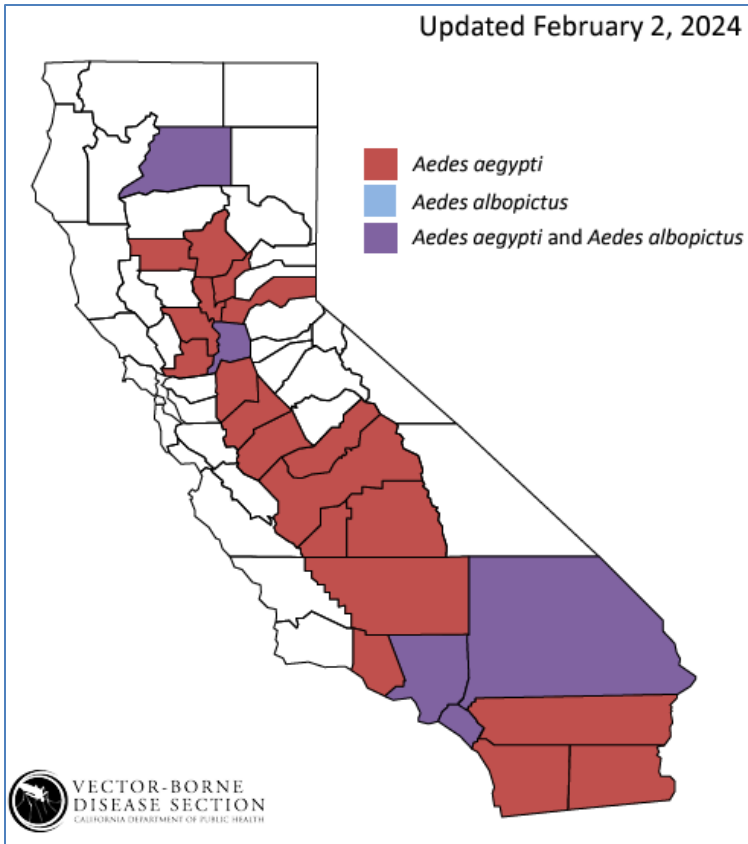 Updated February 2, 2024
Aedes aegypti
Aedes albopictus
Aedes aegypti and Aedes albopictus
VECTOR-BORNE
DISEASE SECTION
CALIFORNIA DEPARTMENT OF PUBLIC HEALTH